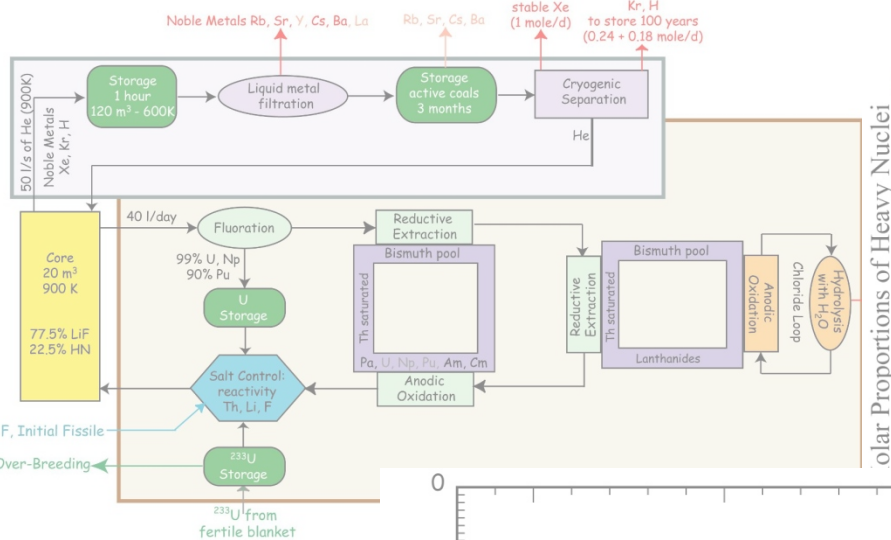 Noble Metals Rb, Sr, Y, Cs, Ba, La
Rb, Sr, Cs, Ba
stable Xe
(1 mole/d)
Kr, H
to store 100 years
(0.24 + 0.18 mole/d)
50 l/s of He (900K)
Noble Metals
Xe, Kr, H
Storage
1 hour
120 m³ - 600K
Liquid metal
filtration
Storage
active coals
3 months
Cryogenic
Separation
He
Core
20 m³
900 K
77.5% LiF
22.5% HN
40 l/day
Fluoration
99% U, Np
90% Pu
U
Storage
Salt Control:
reactivity
Th, Li, F
F, Initial Fissile
Over-Breeding
²³³U
Storage
²³³U from
fertile blanket
Reductive
Extraction
Bismuth pool
Th saturated
Pa, U, Np, Pu, Am, Cm
Anodic
Oxidation
Reductive
Extraction
Bismuth pool
Th saturated
Lanthanides
Anodic
Oxidation
Chloride Loop
Hydrolysis
with H₂O
olar Proportions of Heavy Nuclei
0